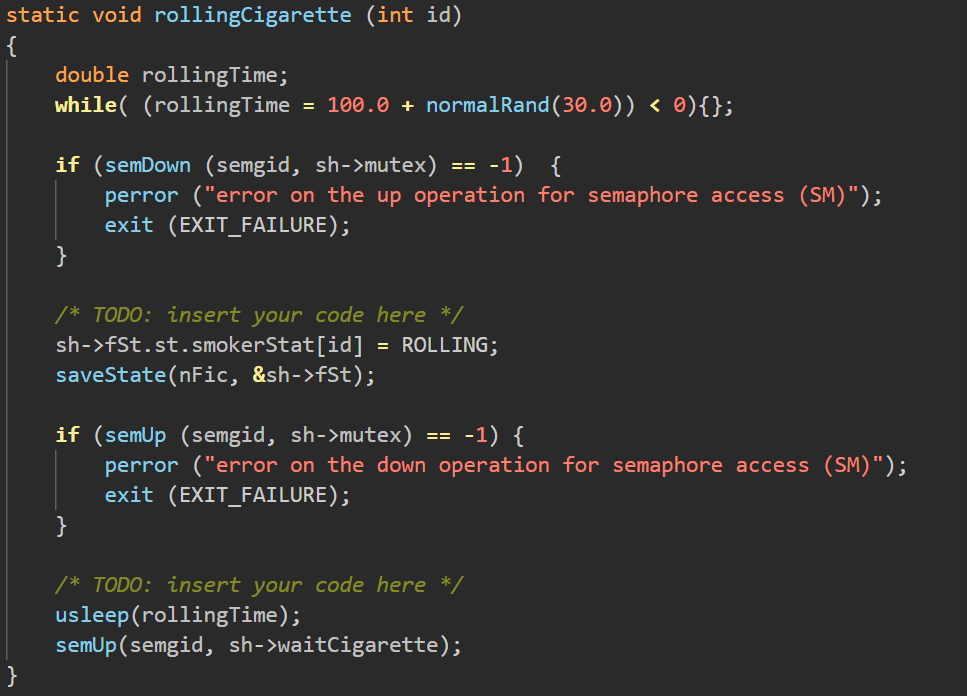 static void rollingCigarette (int id)
{
    double rollingTime;
    while( (rollingTime = 100.0 + normalRand(30.0)) < 0){};

    if (semDown (semgid, sh->mutex) == -1)  {
        perror ("error on the up operation for semaphore access (SM)");
        exit (EXIT_FAILURE);
    }

    /* TODO: insert your code here */
    sh->fSt.st.smokerStat[id] = ROLLING;
    saveState(nFic, &sh->fSt);

    if (semUp (semgid, sh->mutex) == -1) {
        perror ("error on the down operation for semaphore access (SM)");
        exit (EXIT_FAILURE);
    }

    /* TODO: insert your code here */
    usleep(rollingTime);
    semUp(semgid, sh->waitCigarette);
}